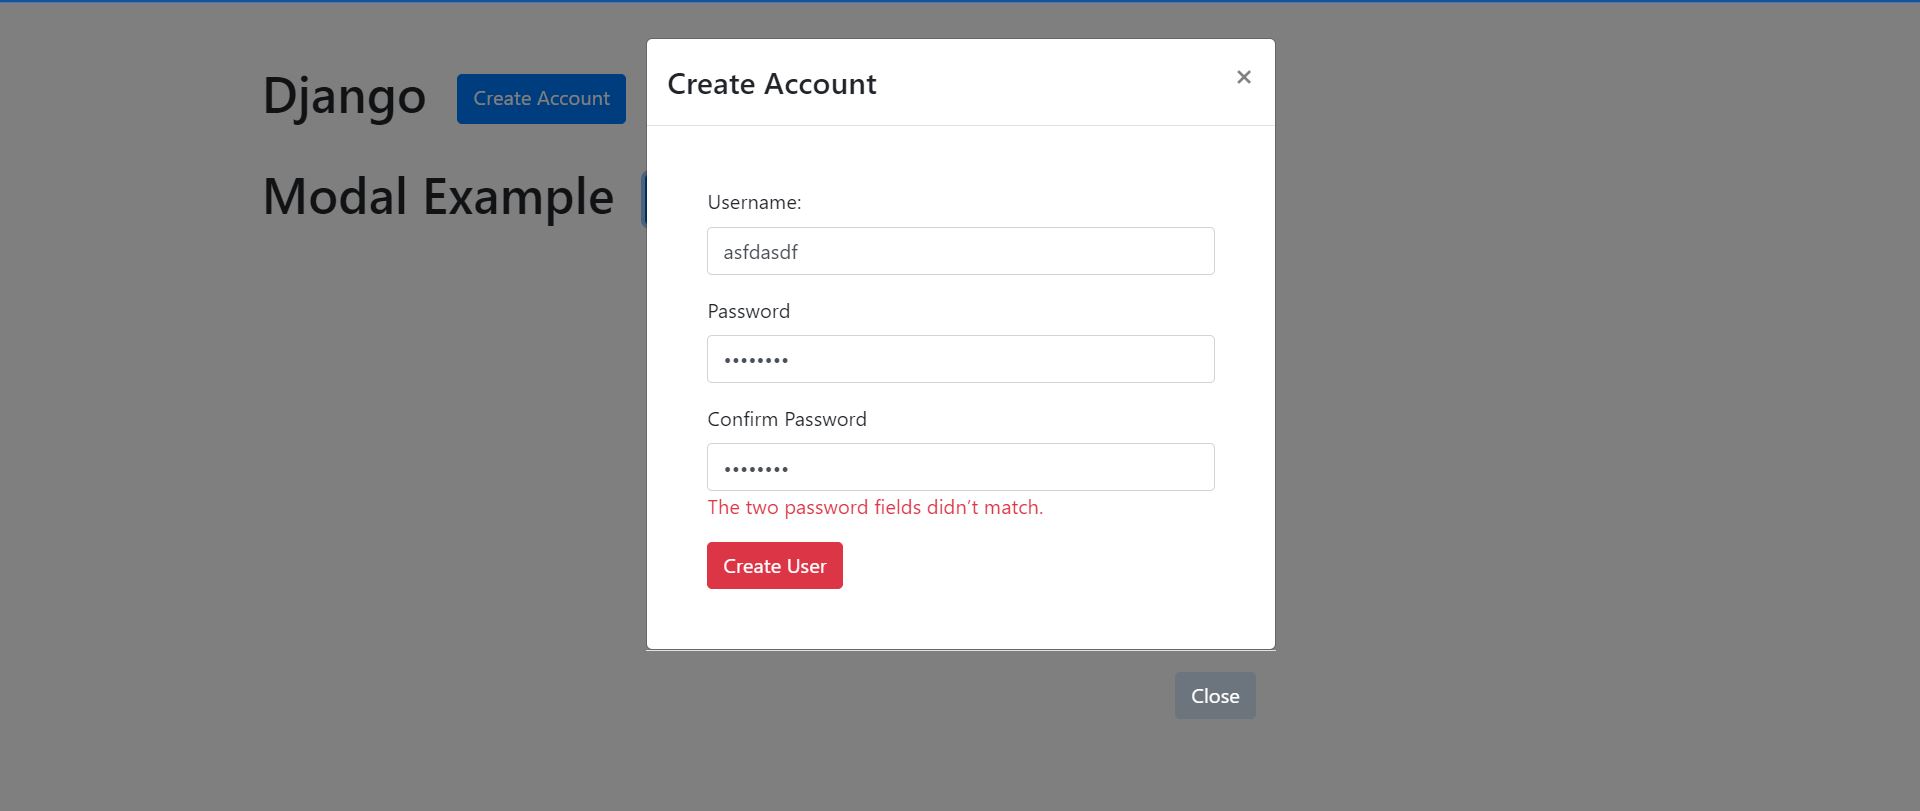 Django
Create Account
Modal Example
Create Account
×
Username:
asfdasdf
Password
••••••••
Confirm Password
••••••••
The two password fields didn’t match.
Create User
Close